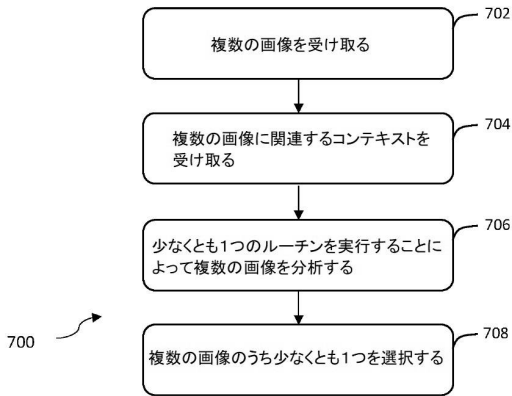 702
複数の画像を受け取る
704
複数の画像に関連するコンテキストを
受け取る
706
少なくとも1つのルーチンを実行することに
よって複数の画像を分析する
700
708
複数の画像のうち少なくとも1つを選択する